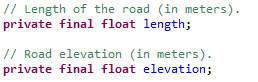 // Length of the road (in meters).
private final float length;
// Road elevation (in meters).
private final float elevation;